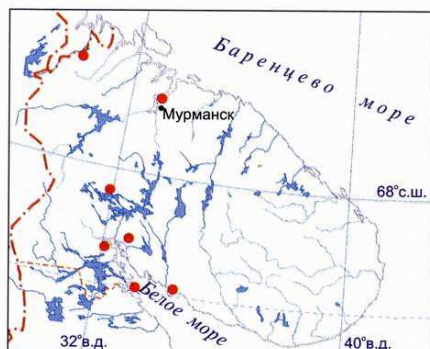 Баренцево море
Мурманск
68°с.ш.
Белое море
32°в.д.
40°в.д.